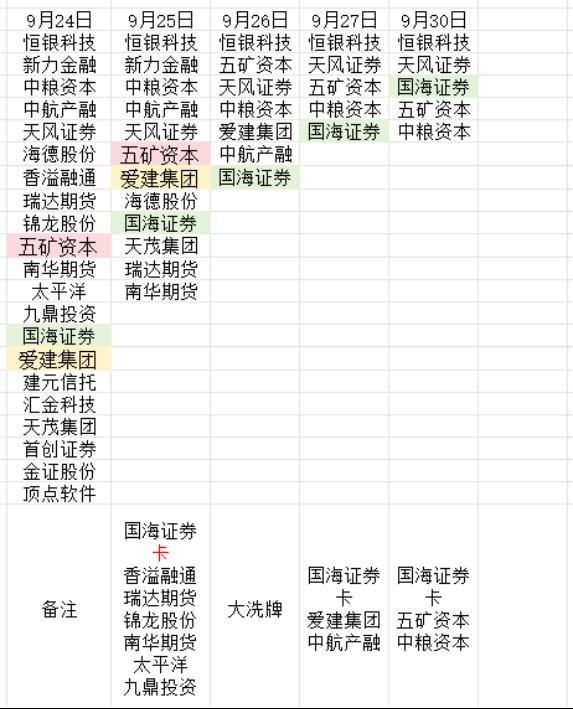 9月24日 9月25日 9月26日 9月27日 9月30日
恒银科技 恒银科技 恒银科技 恒银科技 恒银科技
新力金融 新力金融 五矿资本 天风证券 天风证券
中粮资本 中粮资本 天风证券 五矿资本 国海证券
中航产融 中航产融 中粮资本 中粮资本 五矿资本
天风证券 天风证券 爱建集团 国海证券 中粮资本
海德股份 五矿资本 中航产融
香溢融通 爱建集团 国海证券
瑞达期货 海德股份
锦龙股份 国海证券
五矿资本 天茂集团
南华期货 瑞达期货
太平洋 南华期货
九鼎投资
国海证券
爱建集团
建元信托
汇金科技
天茂集团
首创证券
金证股份
顶点软件
备注
国海证券
卡
香溢融通
瑞达期货
锦龙股份
南华期货
太平洋
九鼎投资
大洗牌
国海证券
卡
爱建集团
中航产融
国海证券
卡
五矿资本
中粮资本